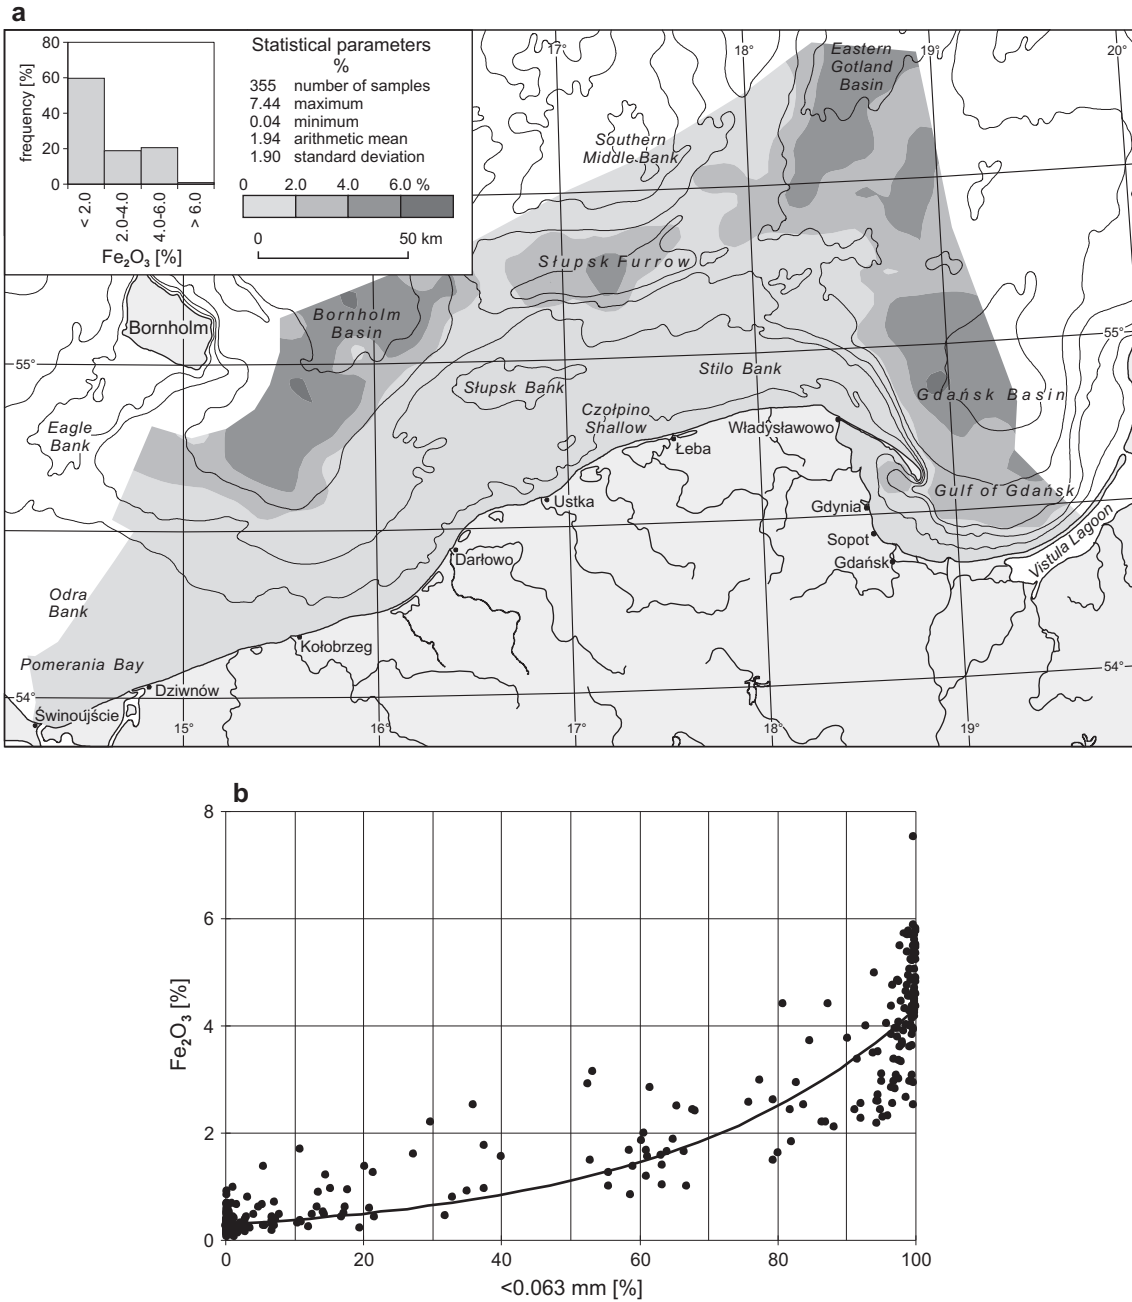 a
80
60
40
20
0
frequency [%]
< 2.0
2.0-4.0
4.0-6.0
> 6.0
Fe₂O₃ [%]
Statistical parameters
%
355 number of samples
7.44 maximum
0.04 minimum
1.94 arithmetic mean
1.90 standard deviation
0 2.0 4.0 6.0 %
0 50 km
17° 18° 19° 20°
Eastern
Gotland
Basin
Southern
Middle Bank
Słupsk Furrow
Bornholm
Basin
Bornholm
55°
55°
Stilo Bank
Słupsk Bank
Gdańsk Basin
Czołpino
Shallow
Eagle
Bank
Władysławowo
Łeba
Gulf of Gdańsk
Ustka
Gdynia
Sopot
Gdańsk
Vistula Lagoon
Darłowo
Odra
Bank
Kołobrzeg
Pomerania Bay
54°
54°
Dziwnów
Świnoujście
15° 16° 17° 18° 19°
b
8
6
4
2
0
Fe₂O₃ [%]
0 20 40 60 80 100
<0.063 mm [%]